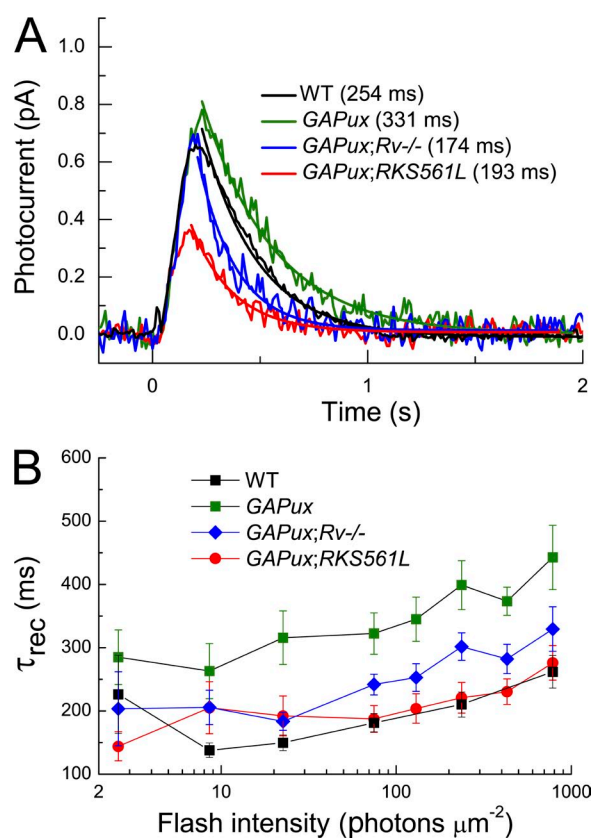 A
Photocurrent (pA)
1.0
0.8
0.6
0.4
0.2
0.0
WT (254 ms)
GAPux (331 ms)
GAPux;Rv-/- (174 ms)
GAPux;RKS561L (193 ms)
0 1 2
Time (s)
B
τrec (ms)
600
500
400
300
200
100
WT
GAPux
GAPux;Rv-/-
GAPux;RKS561L
2 10 100 1000
Flash intensity (photons μm-2)